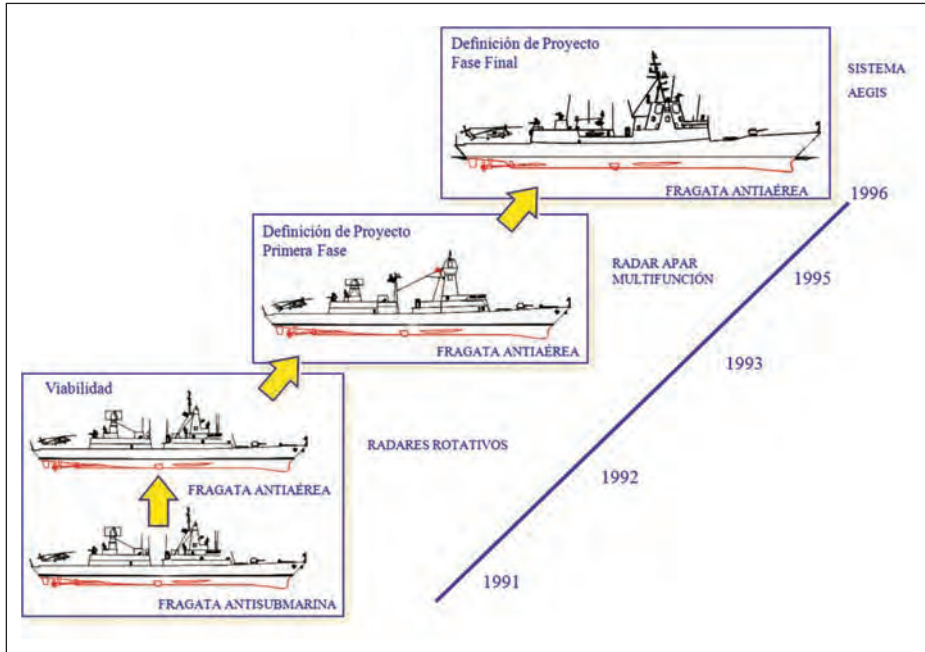 Definición de Proyecto
Fase Final
SISTEMA
AEGIS
FRAGATA ANTIAÉREA
1996
Definición de Proyecto
Primera Fase
RADAR APAR
MULTIFUNCIÓN
1995
FRAGATA ANTIAÉREA
1993
Viabilidad
RADARES ROTATIVOS
FRAGATA ANTIAÉREA
1992
1991
FRAGATA ANTISUBMARINA